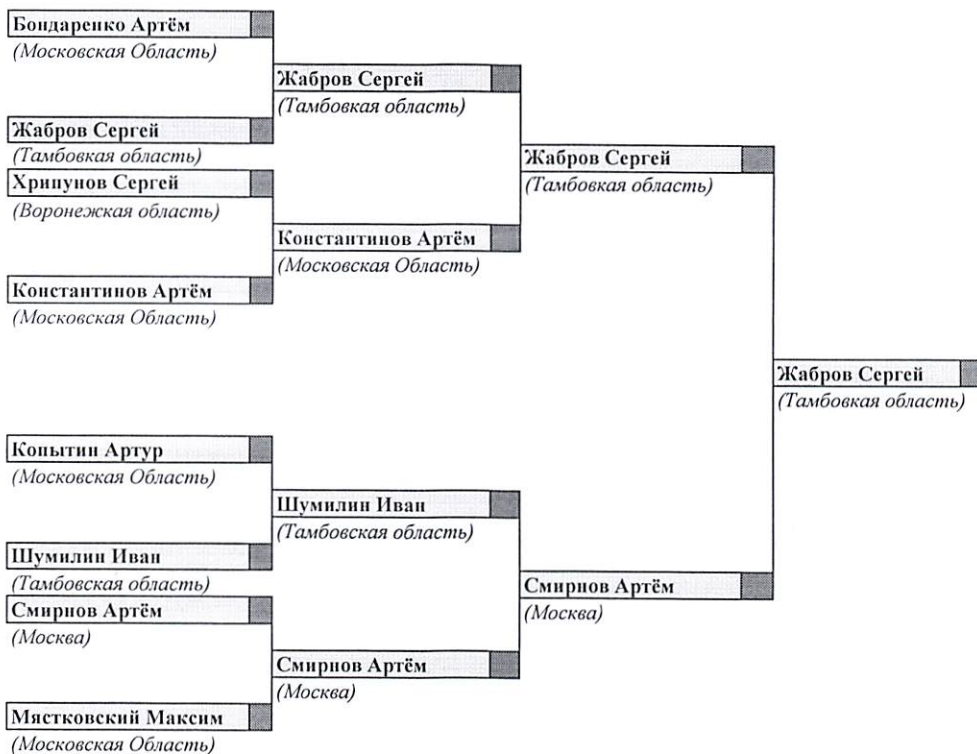 Бондаренко Артём
(Московская Область)
Жабров Сергей
(Тамбовкая область)
Хрипунов Сергей
(Воронежкая область)
Константинов Артём
(Московская Область)
Копытин Артур
(Московская Область)
Шумилин Иван
(Тамбовская область)
Смирнов Артём
(Москва)
Мястковский Максим
(Московская Область)
Жабров Сергей
(Тамбовкая область)
Константинов Артём
(Московская Область)
Шумилин Иван
(Тамбовская область)
Смирнов Артём
(Москва)
Жабров Сергей
(Тамбовкая область)
Смирнов Артём
(Москва)
Жабров Сергей
(Тамбовкая область)